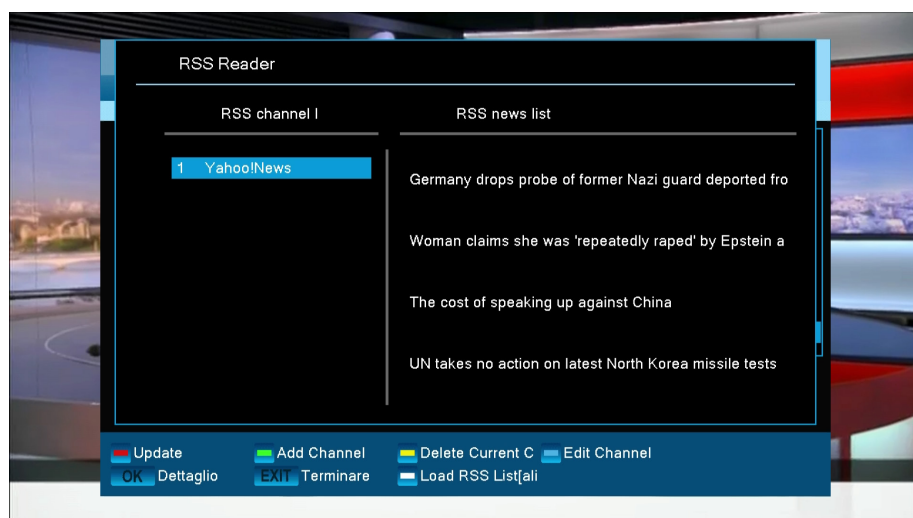 RSS Reader
RSS channel l
RSS news list
1 Yahoo!News
Germany drops probe of former Nazi guard deported fro
Woman claims she was 'repeatedly raped' by Epstein a
The cost of speaking up against China
UN takes no action on latest North Korea missile tests
Update Add Channel Delete Current C Edit Channel
OK Dettaglio EXIT Terminare Load RSS List[ali